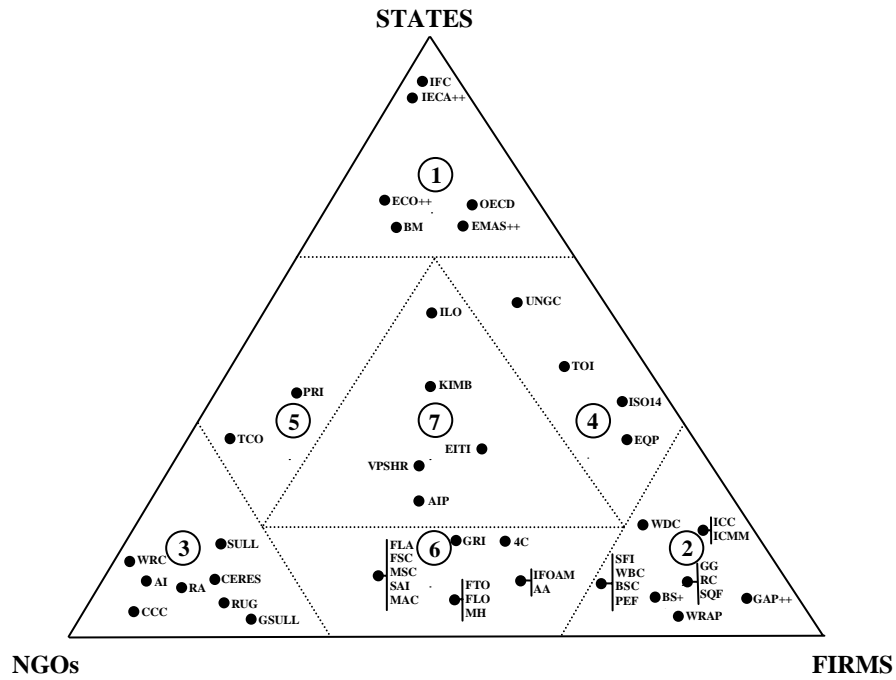 STATES
IFC
IECA++
1
ECO++
OECD
BM
EMAS++
UNGC
ILO
TOI
KIMB
PRI
ISO14
5
7
4
TCO
EQP
EITI
VPSHR
AIP
WDC
ICC
ICMM
3
SULL
6
GRI
4C
2
FLA
FSC
MSC
SAI
MAC
WRC
AI
RA
CERES
IFOAM
AA
SFI
WBC
BSC
PEF
GG
RC
SQF
FTO
FLO
MH
CCC
RUG
GSULL
BS+
GAP++
WRAP
NGOs
FIRMS